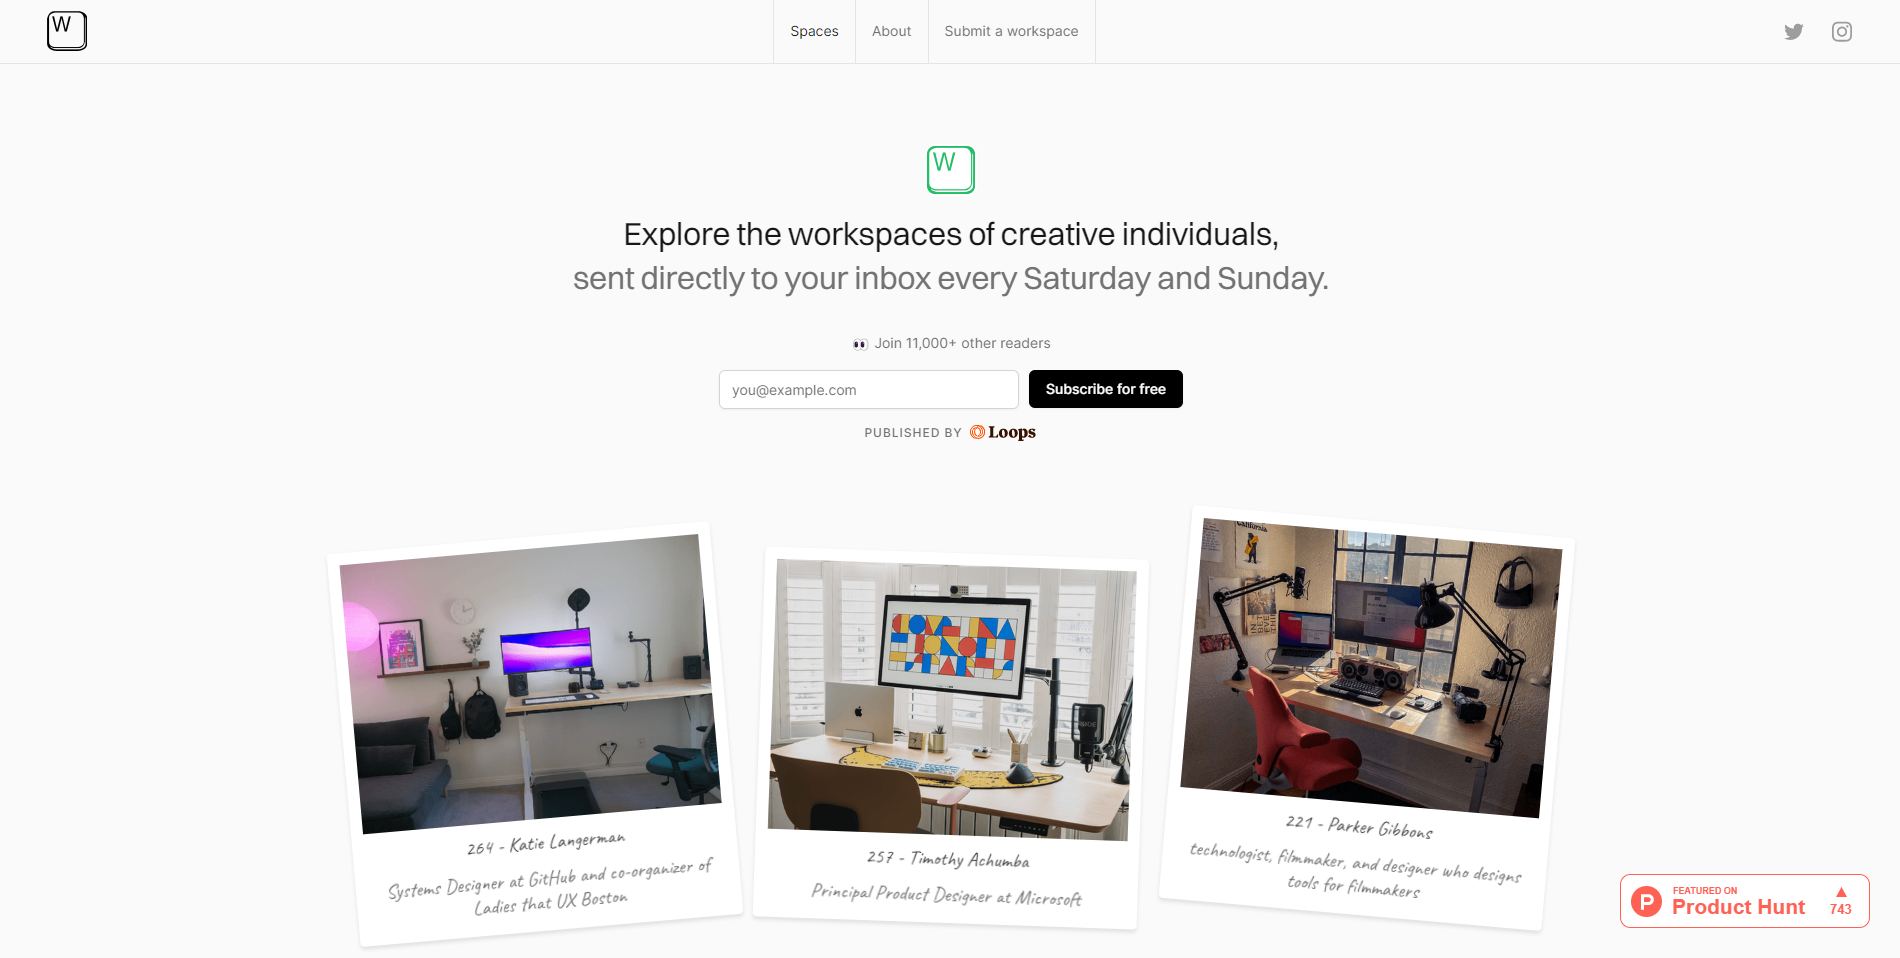 W
Spaces
About
Submit a workspace
W
Explore the workspaces of creative individuals,
sent directly to your inbox every Saturday and Sunday.
👀 Join 11,000+ other readers
you@example.com
Subscribe for free
PUBLISHED BY Loops
California
264 - Katie Langerman
Systems Designer at GitHub and co-organizer of
Ladies that UX Boston
257 - Timothy Achumba
Principal Product Designer at Microsoft
221 - Parker Gibbons
technologist, filmmaker, and designer who designs
tools for filmmakers
FEATURED ON
Product Hunt
743